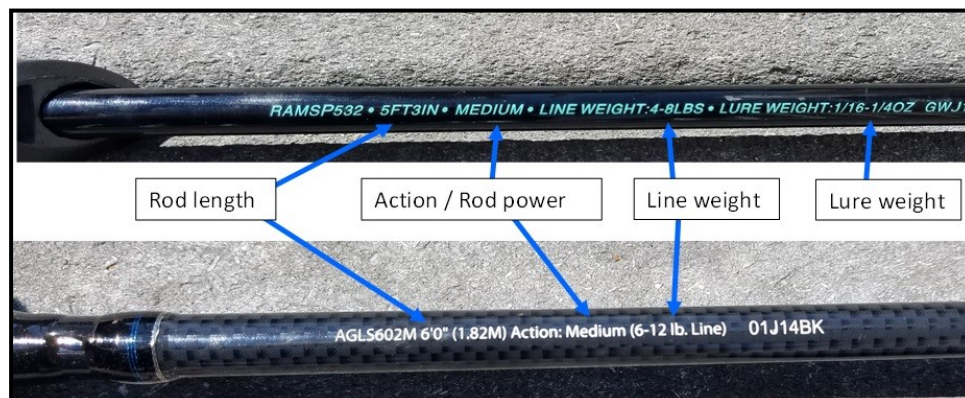 RAMSP532 • 5FT3IN • MEDIUM • LINE WEIGHT:4-8LBS • LURE WEIGHT:1/16-1/4OZ GWJ1
Rod length
Action / Rod power
Line weight
Lure weight
AGLS602M 6'0" (1.82M) Action: Medium (6-12 lb. Line) 01J14BK